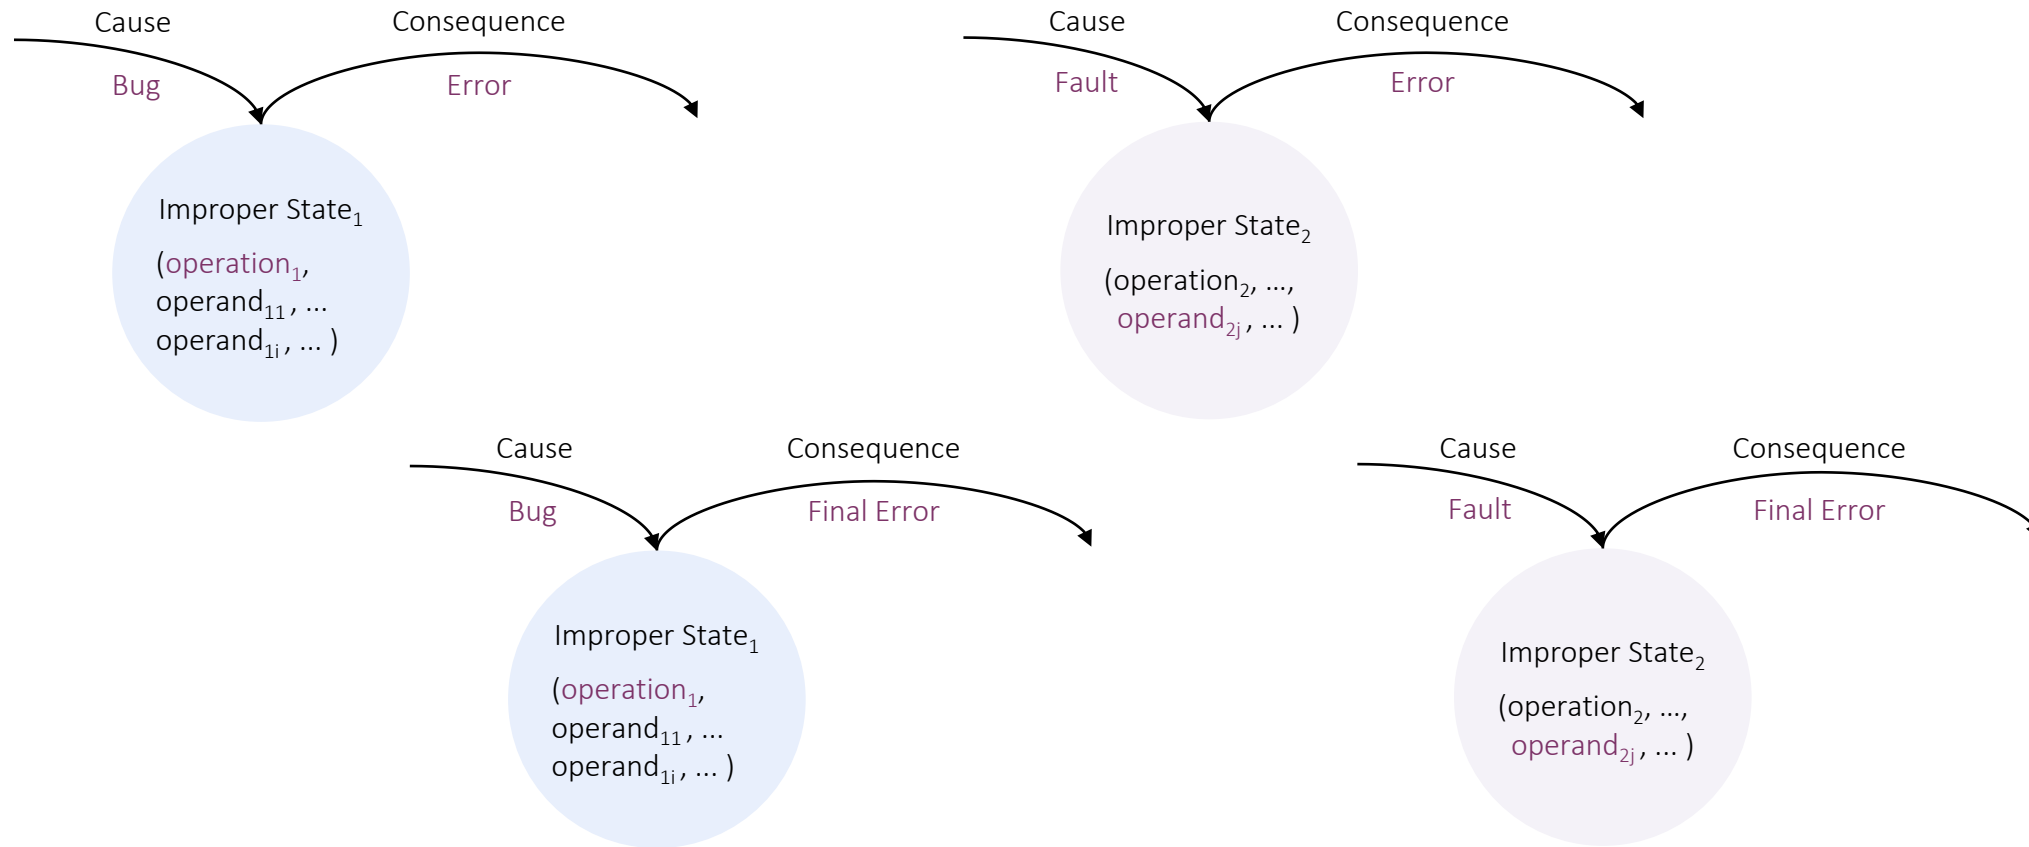 Cause
Consequence
Bug
Error
Improper State₁
(operation₁,
operand₁₁ , ...
operand₁ᵢ , ... )
Cause
Consequence
Fault
Error
Improper State₂
(operation₂, ...,
operand₂ⱼ , ... )
Cause
Consequence
Bug
Final Error
Improper State₁
(operation₁,
operand₁₁ , ...
operand₁ᵢ , ... )
Cause
Consequence
Fault
Final Error
Improper State₂
(operation₂, ...,
operand₂ⱼ , ... )